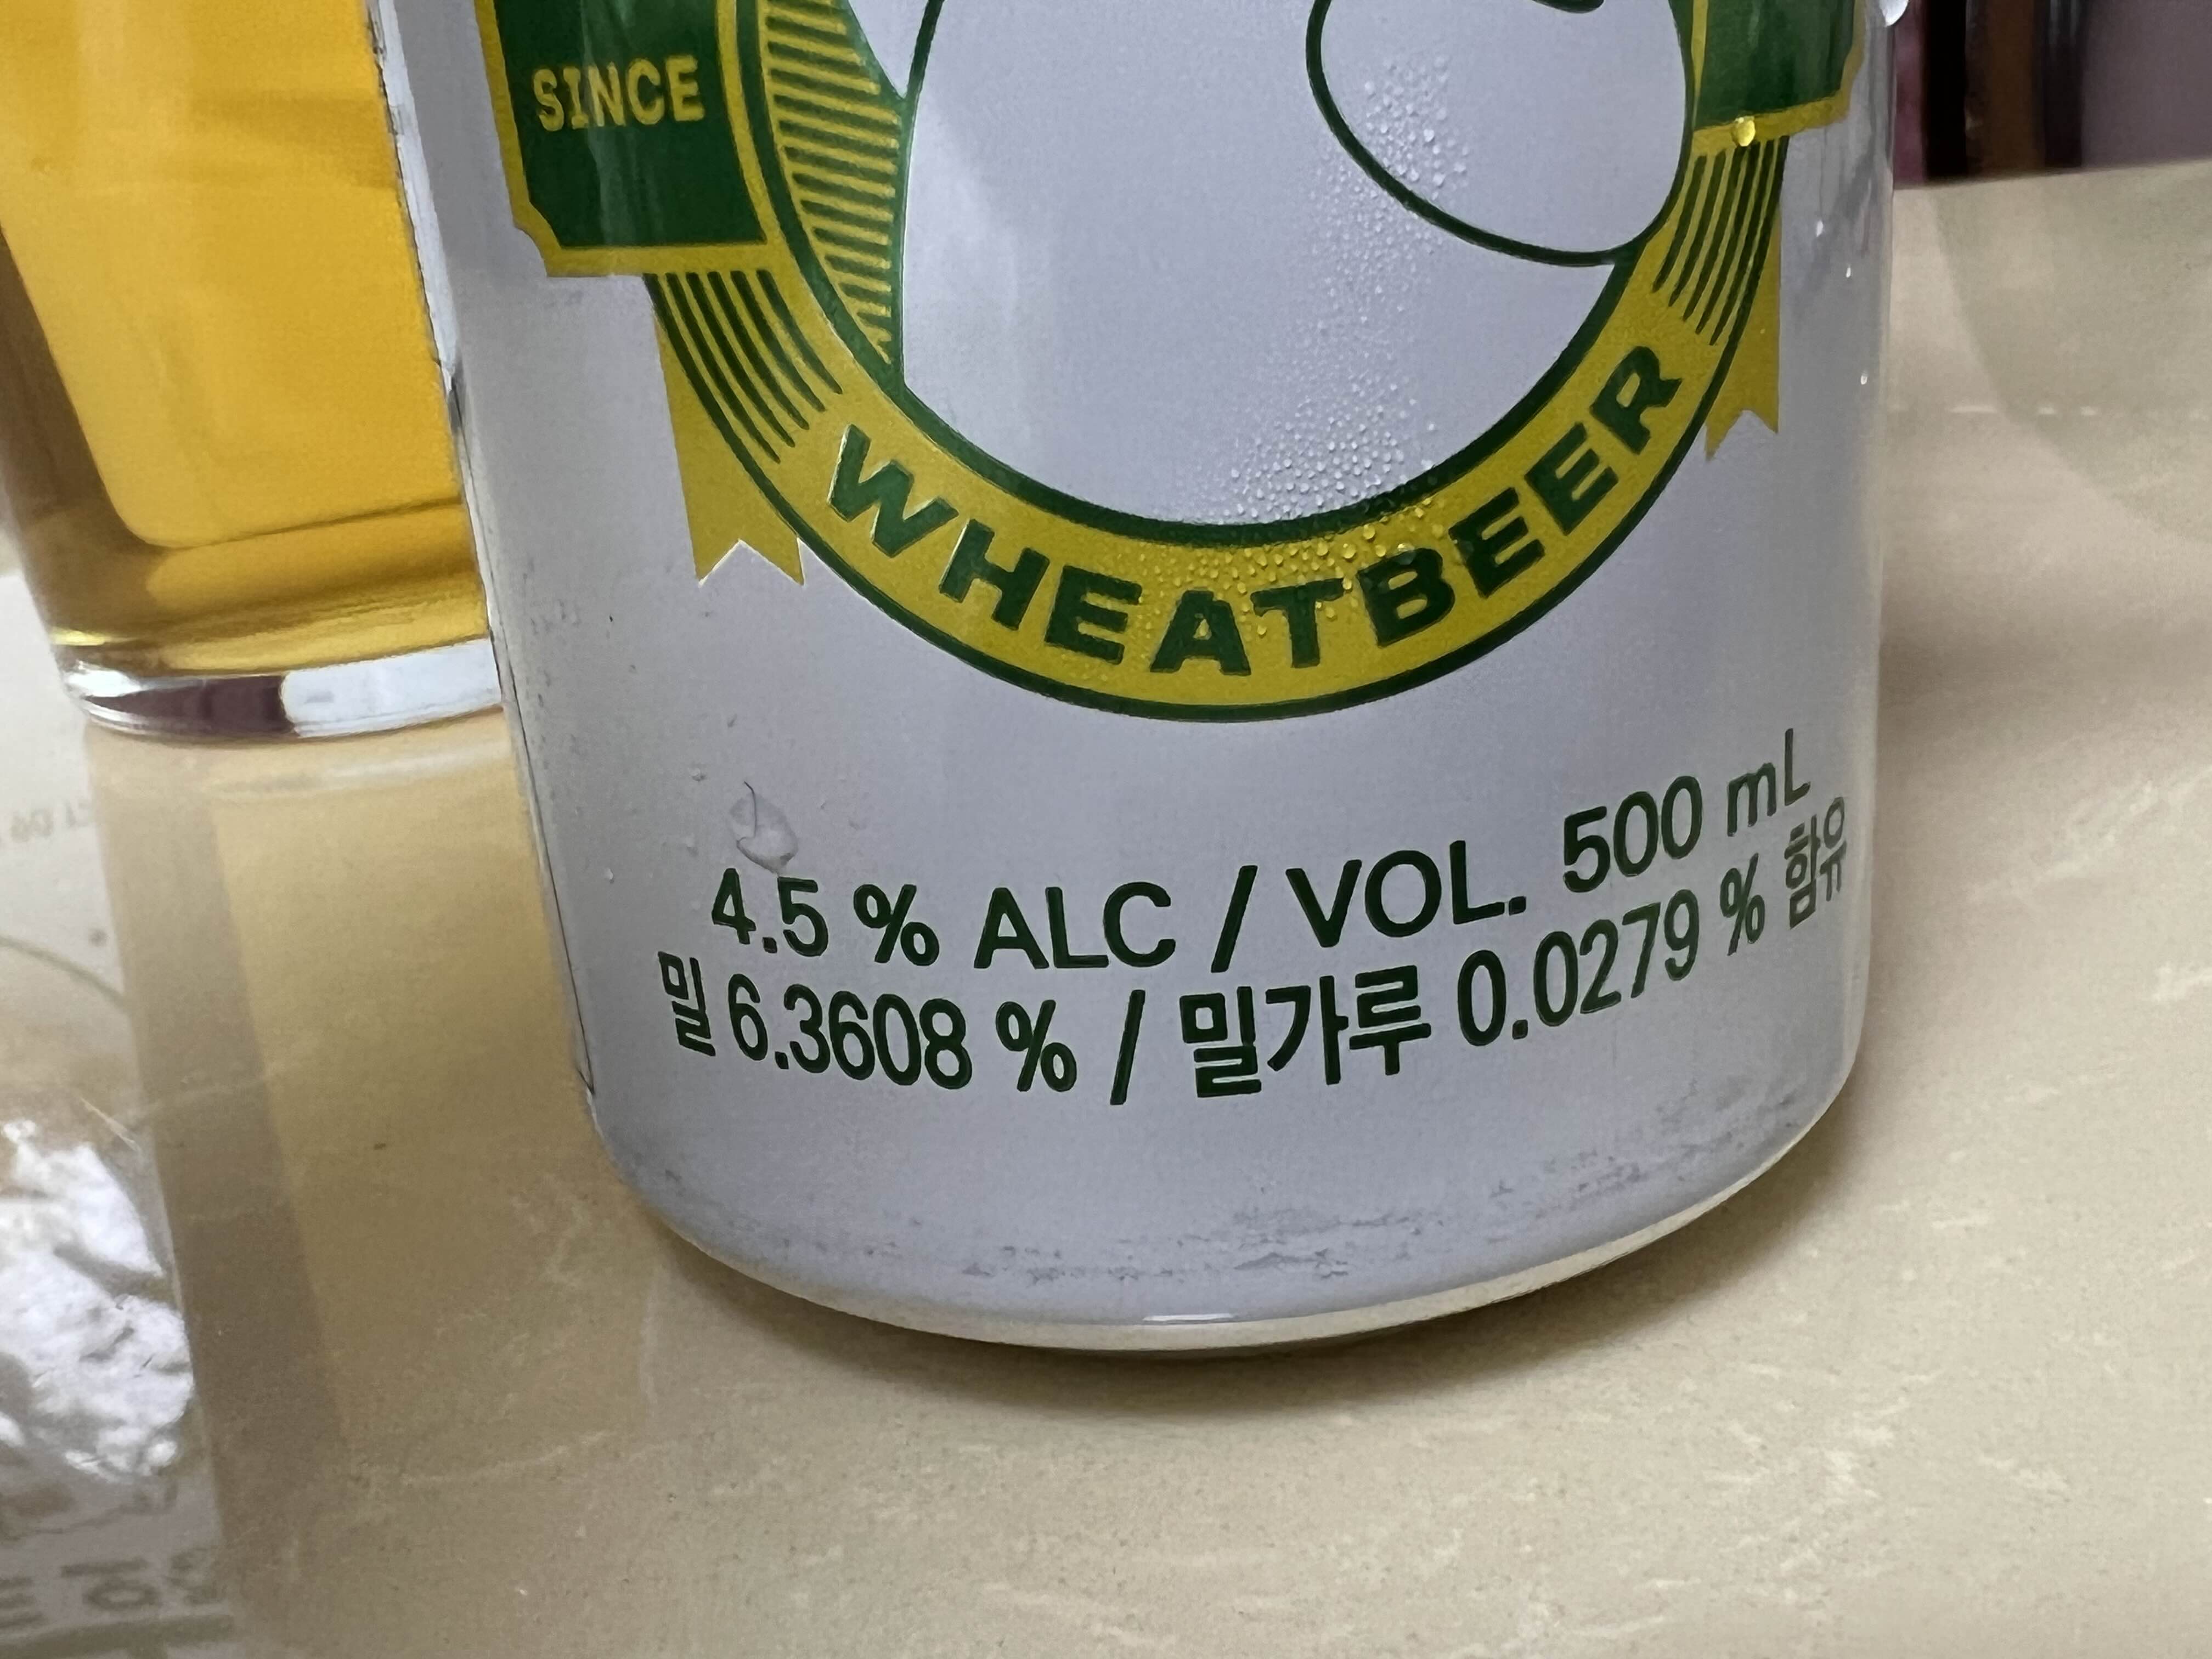 SINCE
WHEATBEER
4.5 % ALC / VOL. 500 mL
밀 6.3608 % / 밀가루 0.0279 % 함유